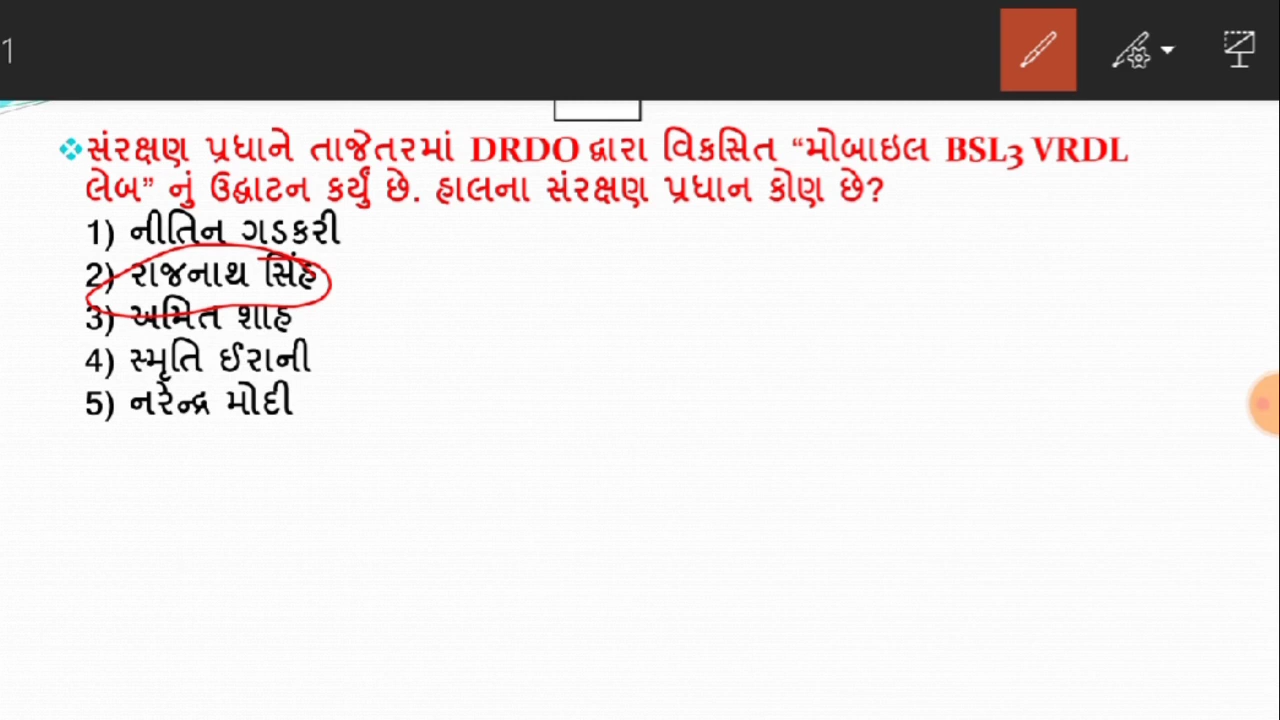 1
સંરક્ષણ પ્રધાને તાજેતરમાં DRDO દ્વારા વિકસિત “મોબાઇલ BSL3 VRDL
લેબ” નું ઉદ્ઘાટન કર્યું છે. હાલના સંરક્ષણ પ્રધાન કોણ છે?
1) નીતિન ગડકરી
2) રાજનાથ સિંહ
3) અમિત શાહ
4) સ્મૃતિ ઈરાની
5) નરેન્દ્ર મોદી